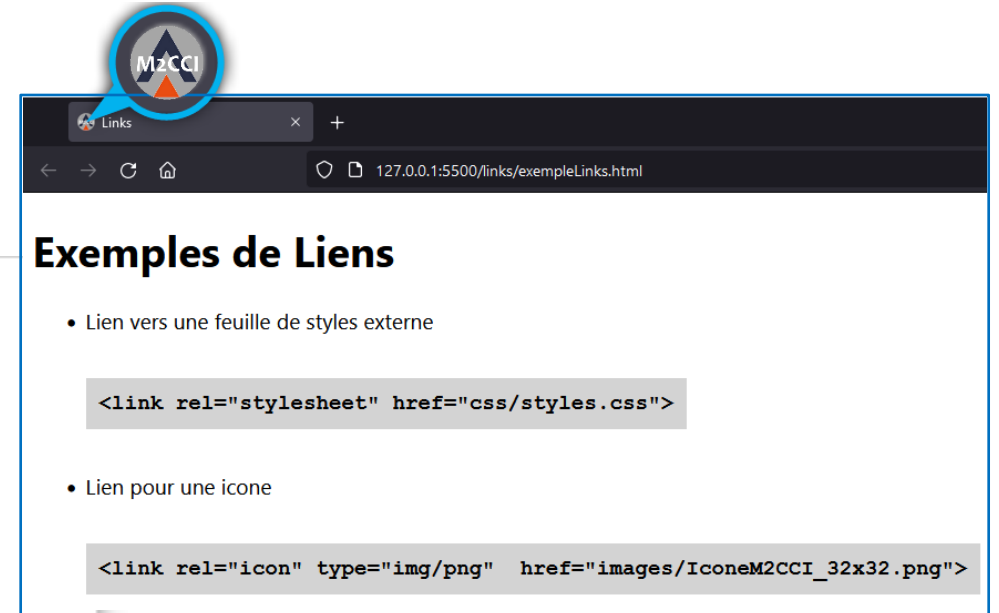 M2CCI
Links
127.0.0.1:5500/links/exempleLinks.html
Exemples de Liens
• Lien vers une feuille de styles externe
<link rel="stylesheet" href="css/styles.css">
• Lien pour une icone
<link rel="icon" type="img/png"  href="images/IconeM2CCI_32x32.png">